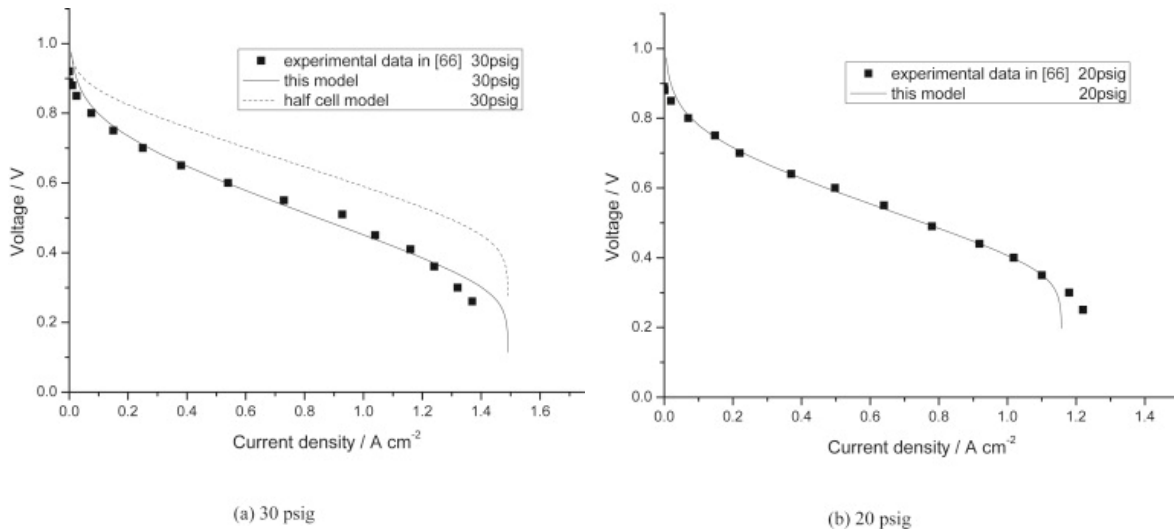 experimental data in [66] 30psig
this model 30psig
half cell model 30psig
1.0
0.8
0.6
0.4
0.2
0.0
Voltage / V
0.0 0.2 0.4 0.6 0.8 1.0 1.2 1.4 1.6
Current density / A cm-2
(a) 30 psig
experimental data in [66] 20psig
this model 20psig
1.0
0.8
0.6
0.4
0.2
0.0
Voltage / V
0.0 0.2 0.4 0.6 0.8 1.0 1.2 1.4
Current density / A cm-2
(b) 20 psig